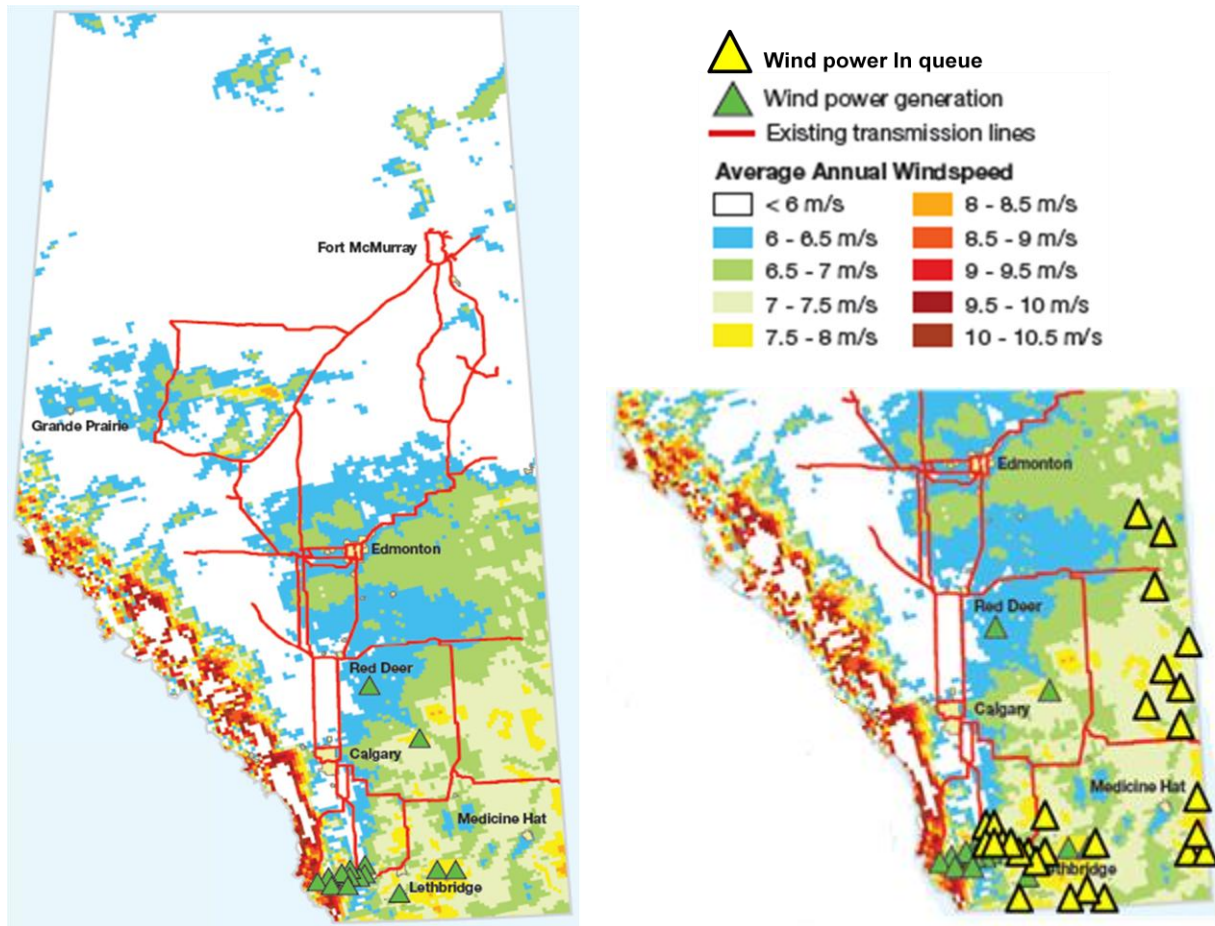 Fort McMurray
Grande Prairie
Edmonton
Red Deer
Calgary
Medicine Hat
Lethbridge
Wind power In queue
Wind power generation
Existing transmission lines
Average Annual Windspeed
< 6 m/s
6 - 6.5 m/s
6.5 - 7 m/s
7 - 7.5 m/s
7.5 - 8 m/s
8 - 8.5 m/s
8.5 - 9 m/s
9 - 9.5 m/s
9.5 - 10 m/s
10 - 10.5 m/s
Edmonton
Red Deer
Calgary
Medicine Hat
thbridge